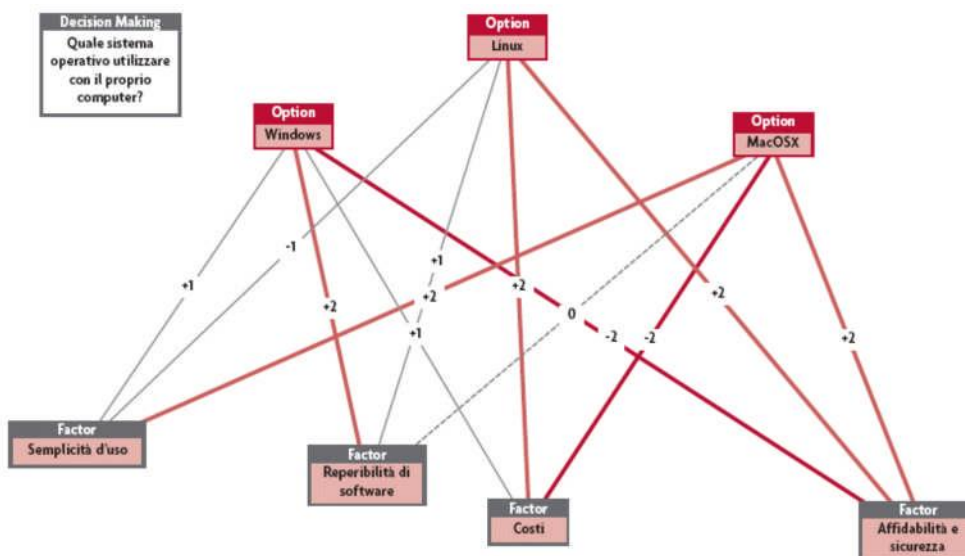 Decision Making
Quale sistema
operativo utilizzare
con il proprio
computer?
Option
Linux
Option
Windows
Option
MacOSX
-1
+1
+1
+2
+2
+2
+2
0
+1
-2
-2
+2
Factor
Semplicità d'uso
Factor
Reperibilità di
software
Factor
Costi
Factor
Affidabilità e
sicurezza